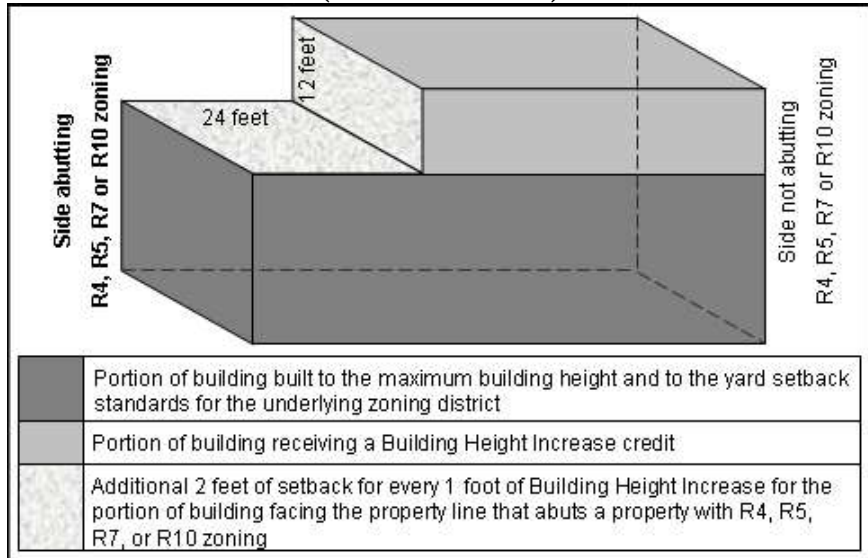 Side abutting
R4, R5, R7 or R10 zoning
24 feet
12 feet
Side not abutting
R4, R5, R7 or R10 zoning
Portion of building built to the maximum building height and to the yard setback
standards for the underlying zoning district
Portion of building receiving a Building Height Increase credit
Additional 2 feet of setback for every 1 foot of Building Height Increase for the
portion of building facing the property line that abuts a property with R4, R5,
R7, or R10 zoning